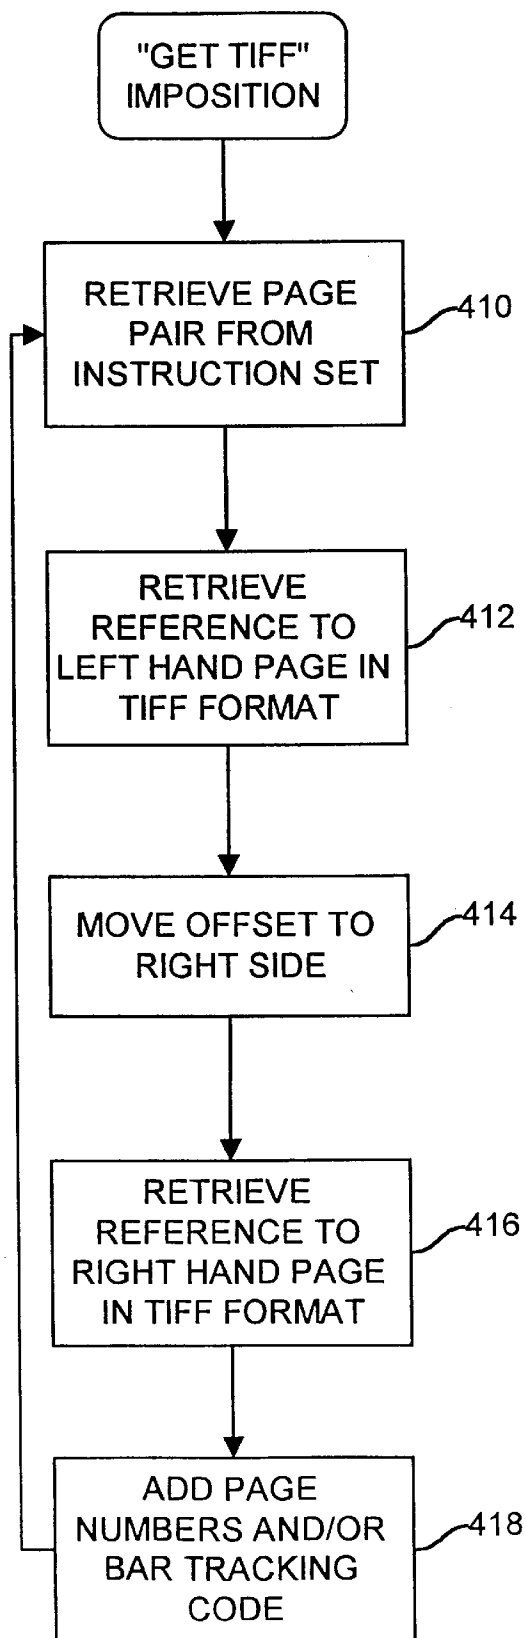 "GET TIFF"
IMPOSITION
RETRIEVE PAGE
PAIR FROM
INSTRUCTION SET
410
RETRIEVE
REFERENCE TO
LEFT HAND PAGE IN
TIFF FORMAT
412
MOVE OFFSET TO
RIGHT SIDE
414
RETRIEVE
REFERENCE TO
RIGHT HAND PAGE
IN TIFF FORMAT
416
ADD PAGE
NUMBERS AND/OR
BAR TRACKING
CODE
418